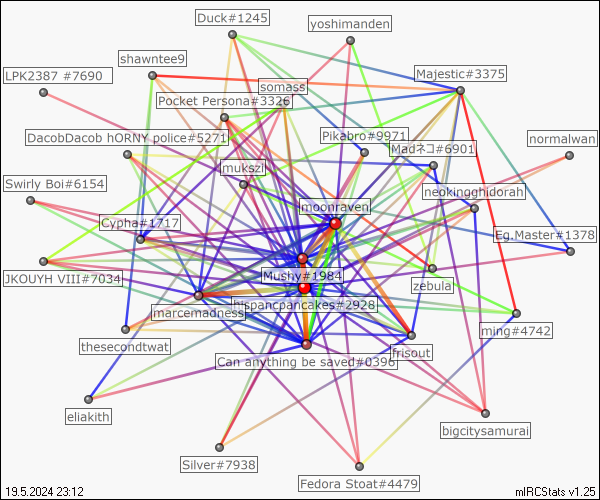 Duck#1245
yoshimanden
shawntee9
LPK2387 #7690
Majestic#3375
somass
Pocket Persona#3326
DacobDacob hORNY police#5271
Pikabro#9971
normalwan
Madネコ#6901
mukszi
Swirly Boi#6154
neoxinghidorah
moonraven
Cypha#1717
Eg.Master#1378
Mushy#1984
JKOUYH VIII#7034
zebula
hispancpancakes#2928
marcemadness
ming#4742
thesecondtwat
Can anything be saved#0396
frisout
eliakith
bigcitysamurai
Silver#7938
Fedora Stoat#4479
19.5.2024 23:12
mIRCStats v1.25